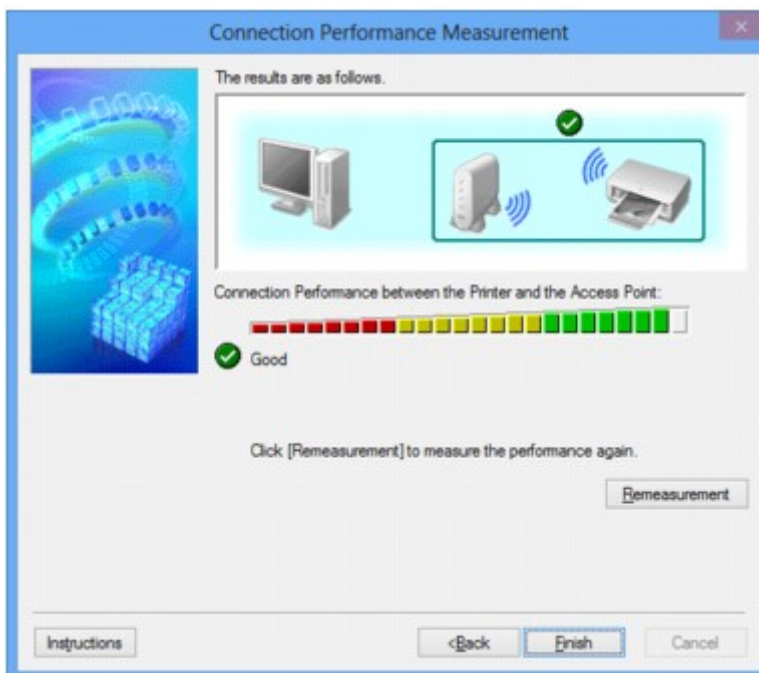 Connection Performance Measurement
The results are as follows.
Connection Performance between the Printer and the Access Point:
Good
Click [Remeasurement] to measure the performance again.
Remeasurement
Instructions
<Back
Finish
Cancel